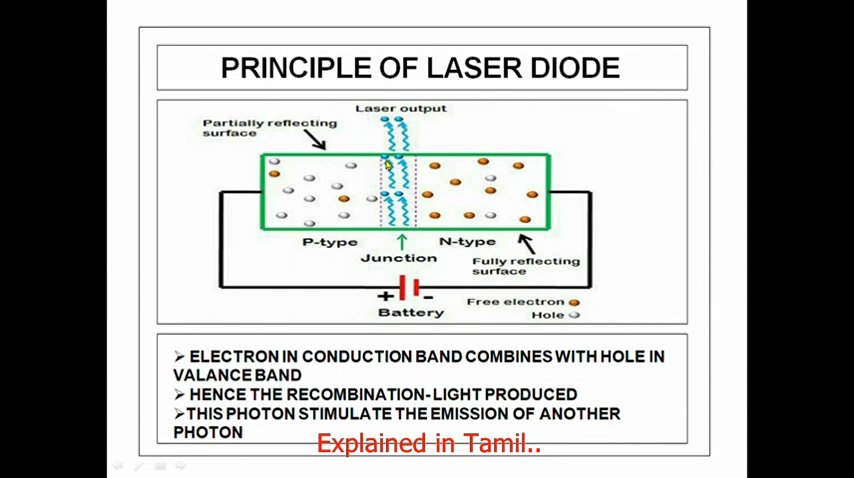 PRINCIPLE OF LASER DIODE
Laser output
Partially reflecting
surface
P-type
N-type
Junction
Fully reflecting
surface
+ -
Battery
Free electron
Hole
➢ ELECTRON IN CONDUCTION BAND COMBINES WITH HOLE IN
VALANCE BAND
➢ HENCE THE RECOMBINATION-LIGHT PRODUCED
➢THIS PHOTON STIMULATE THE EMISSION OF ANOTHER
PHOTON
Explained in Tamil..